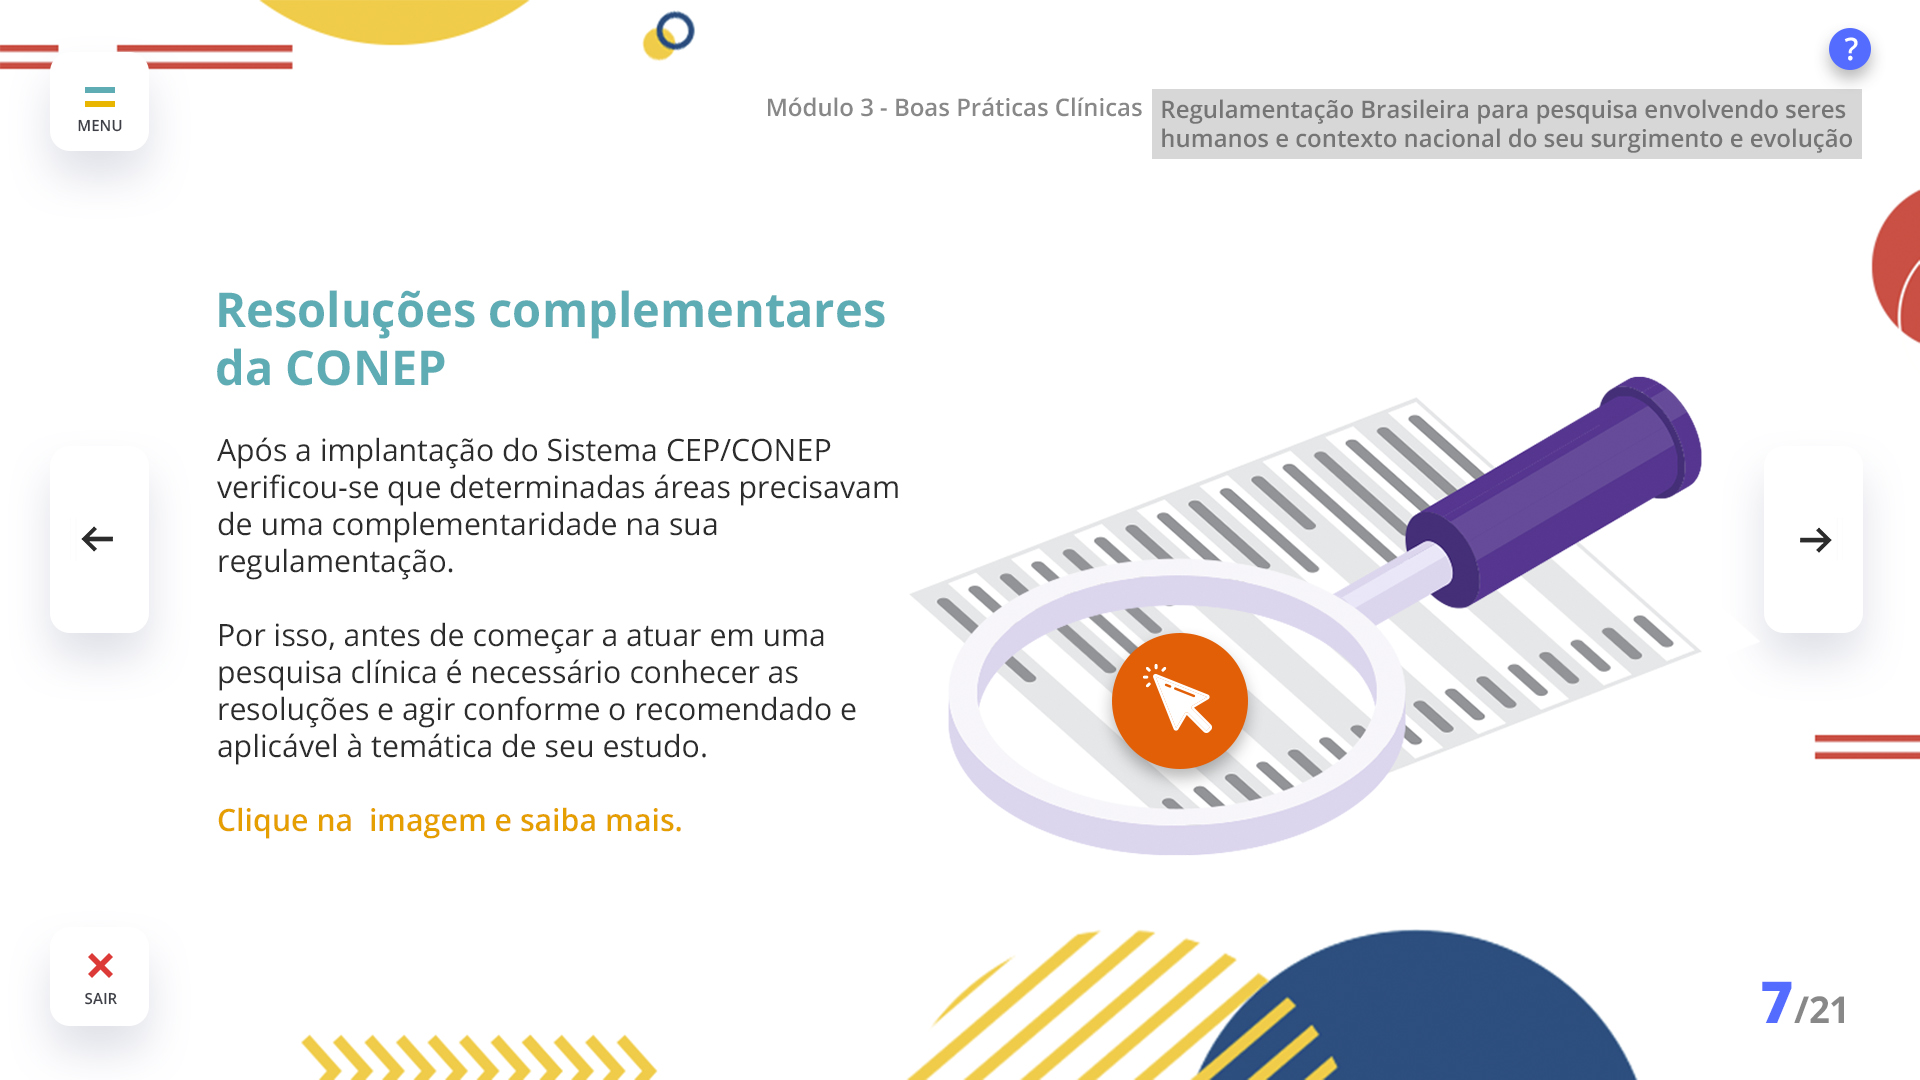 ?
MENU
Módulo 3 - Boas Práticas Clínicas
Regulamentação Brasileira para pesquisa envolvendo seres
humanos e contexto nacional do seu surgimento e evolução
Resoluções complementares
da CONEP
Após a implantação do Sistema CEP/CONEP
verificou-se que determinadas áreas precisavam
de uma complementaridade na sua
regulamentação.
Por isso, antes de começar a atuar em uma
pesquisa clínica é necessário conhecer as
resoluções e agir conforme o recomendado e
aplicável à temática de seu estudo.
Clique na  imagem e saiba mais.
SAIR
7/21